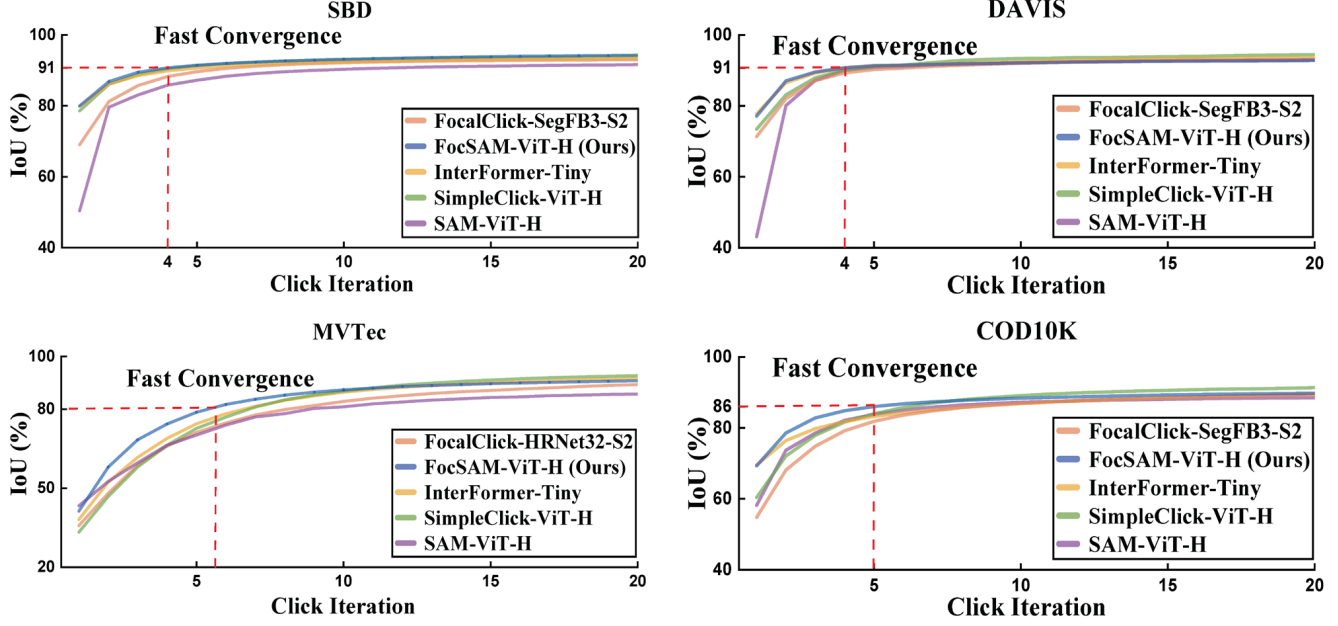 SBD
Fast Convergence
IoU (%)
100
91
80
60
40
4
5
10
15
20
Click Iteration
FocalClick-SegFB3-S2
FocSAM-ViT-H (Ours)
InterFormer-Tiny
SimpleClick-ViT-H
SAM-ViT-H
DAVIS
Fast Convergence
IoU (%)
100
91
80
60
40
4
5
10
15
20
Click Iteration
FocalClick-SegFB3-S2
FocSAM-ViT-H (Ours)
InterFormer-Tiny
SimpleClick-ViT-H
SAM-ViT-H
MVTec
Fast Convergence
IoU (%)
100
80
50
20
5
10
15
20
Click Iteration
FocalClick-HRNet32-S2
FocSAM-ViT-H (Ours)
InterFormer-Tiny
SimpleClick-ViT-H
SAM-ViT-H
COD10K
Fast Convergence
IoU (%)
100
86
80
60
40
5
10
15
20
Click Iteration
FocalClick-SegFB3-S2
FocSAM-ViT-H (Ours)
InterFormer-Tiny
SimpleClick-ViT-H
SAM-ViT-H